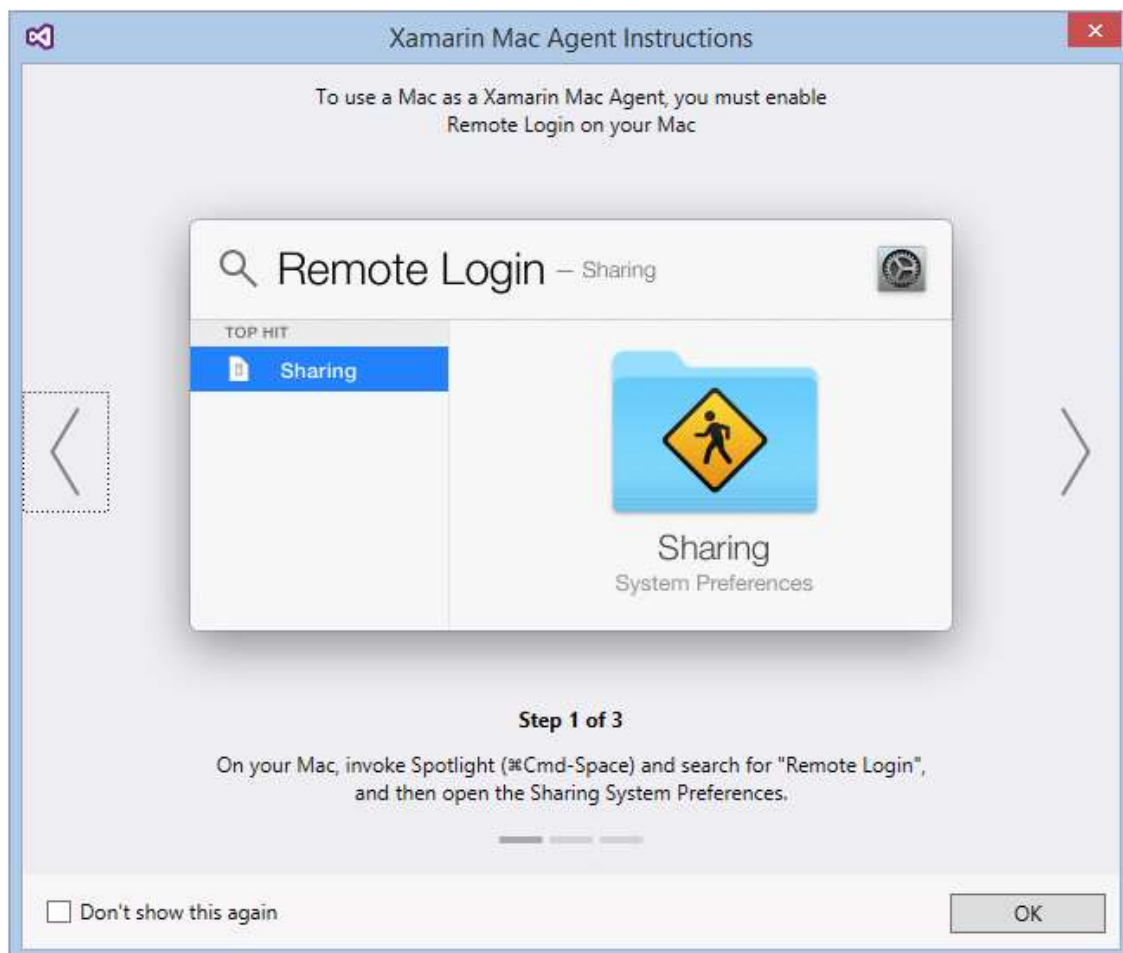 Xamarin Mac Agent Instructions
To use a Mac as a Xamarin Mac Agent, you must enable
Remote Login on your Mac
Remote Login – Sharing
TOP HIT
Sharing
Sharing
System Preferences
Step 1 of 3
On your Mac, invoke Spotlight (⌘Cmd-Space) and search for "Remote Login",
and then open the Sharing System Preferences.
Don't show this again
OK